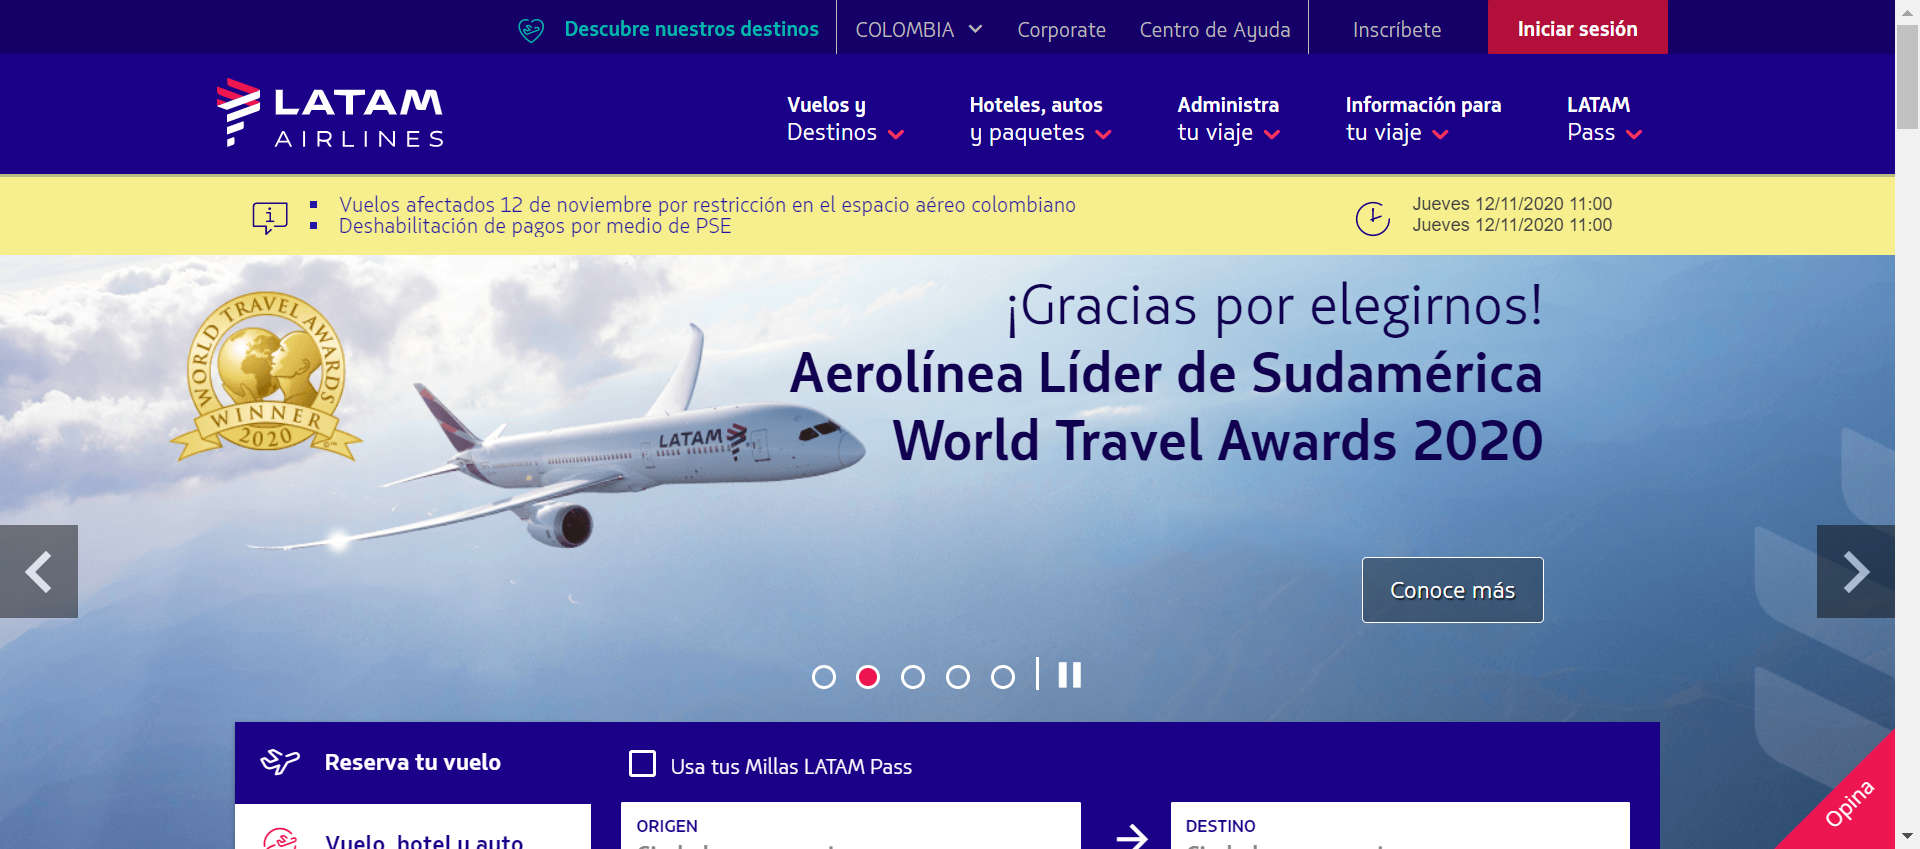 Descubre nuestros destinos
COLOMBIA
Corporate
Centro de Ayuda
Inscríbete
Iniciar sesión
LATAM
AIRLINES
Vuelos y
Destinos
Hoteles, autos
y paquetes
Administra
tu viaje
Información para
tu viaje
LATAM
Pass
Vuelos afectados 12 de noviembre por restricción en el espacio aéreo colombiano
Jueves 12/11/2020 11:00
Deshabilitación de pagos por medio de PSE
Jueves 12/11/2020 11:00
WORLD TRAVEL AWARDS
WINNER
2020
LATAM
¡Gracias por elegirnos!
Aerolínea Líder de Sudamérica
World Travel Awards 2020
Conoce más
Reserva tu vuelo
Usa tus Millas LATAM Pass
Vuelo, hotel y auto
ORIGEN
DESTINO
Opina